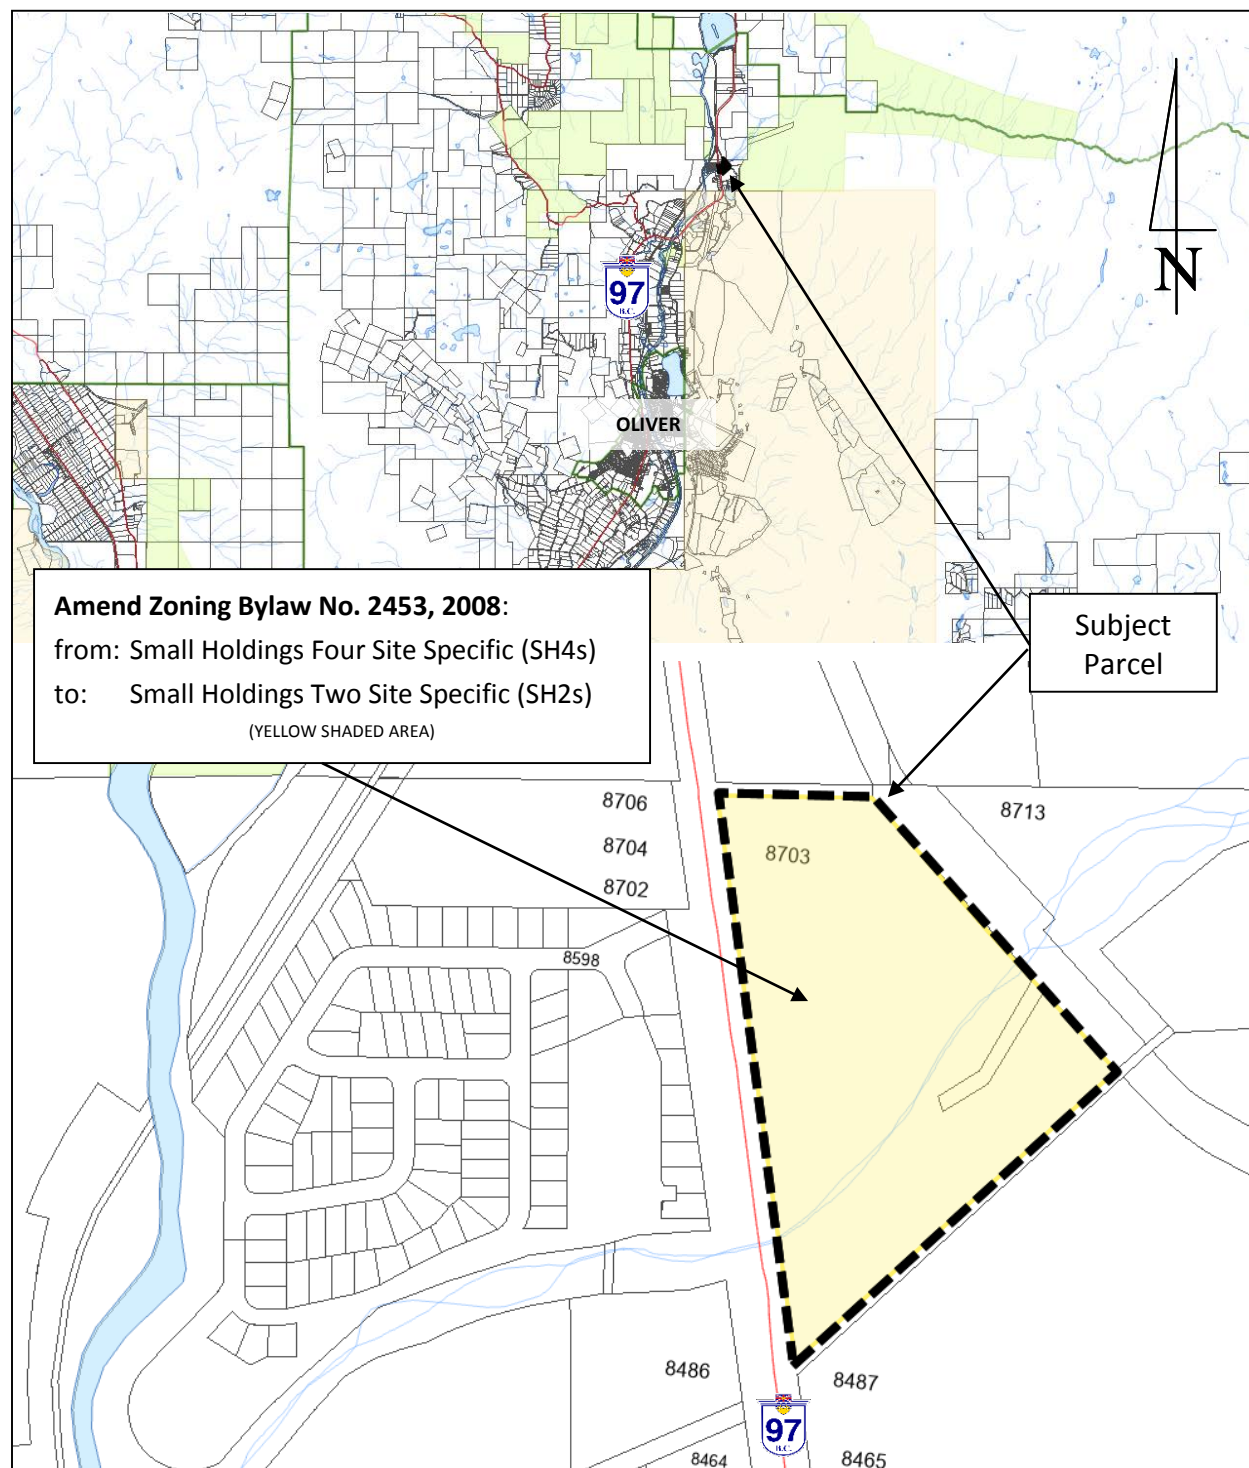 N
97
B.C.
OLIVER
Amend Zoning Bylaw No. 2453, 2008:
from: Small Holdings Four Site Specific (SH4s)
to: Small Holdings Two Site Specific (SH2s)
(YELLOW SHADED AREA)
Subject
Parcel
8706
8713
8704
8703
8702
8598
8486
8487
97
B.C.
8464
8465